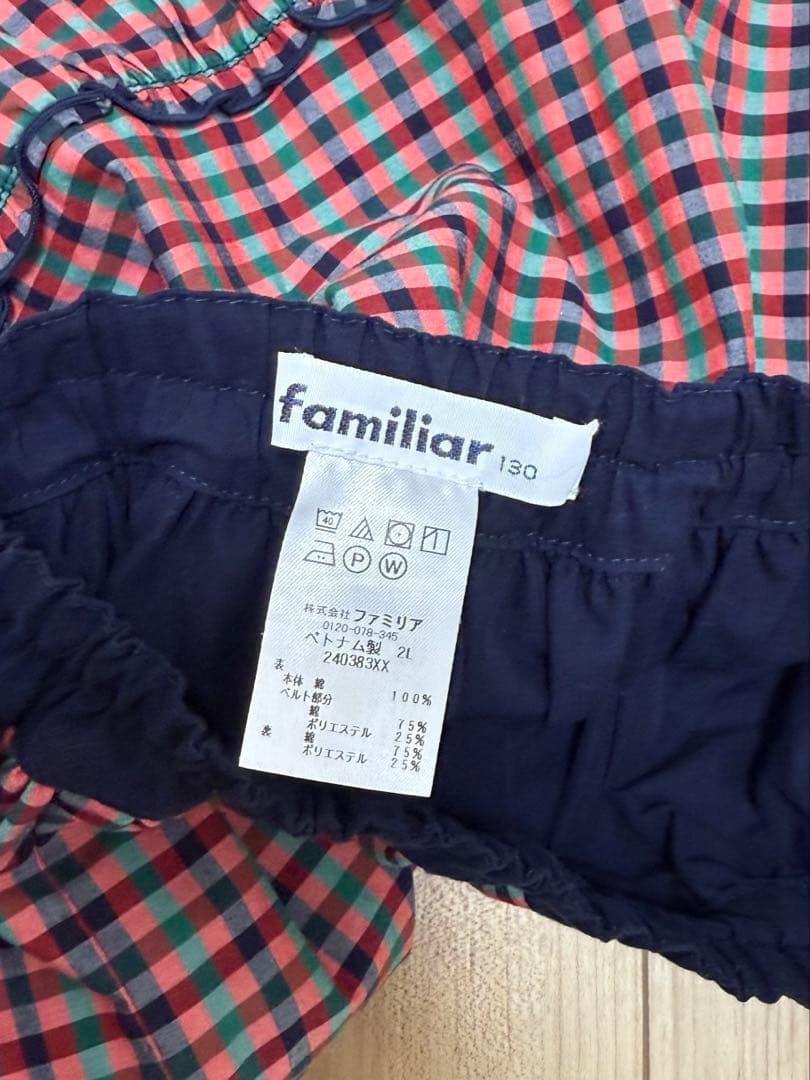 familiar 130
40
P W
株式会社 ファミリア
0120-078-345
ベトナム製 2L
240383XX
表
本体 綿 100%
ベルト部分
綿 75%
ポリエステル 25%
表 綿 75%
ポリエステル 25%